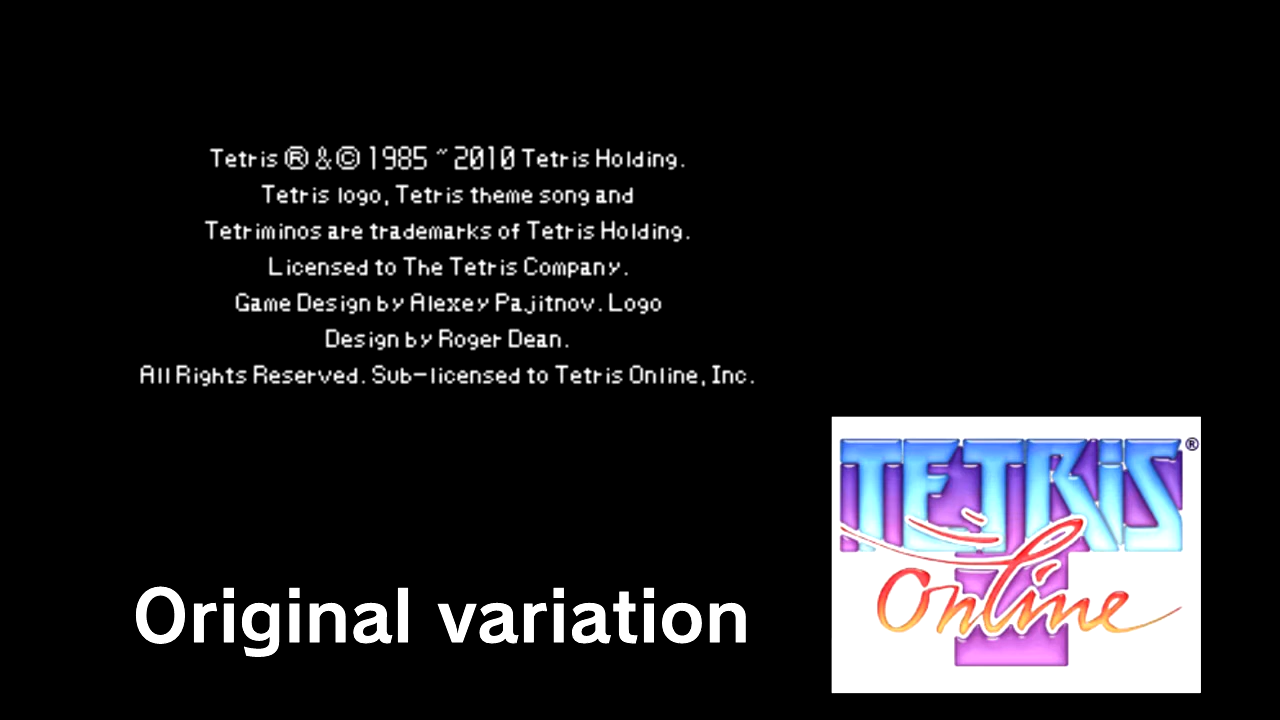 Tetris ® & © 1985 ~ 2010 Tetris Holding.
Tetris logo, Tetris theme song and
Tetriminos are trademarks of Tetris Holding.
Licensed to The Tetris Company.
Game Design by Alexey Pajitnov. Logo
Design by Roger Dean.
All Rights Reserved. Sub-licensed to Tetris Online, Inc.
TETRiS®
Online
Original variation